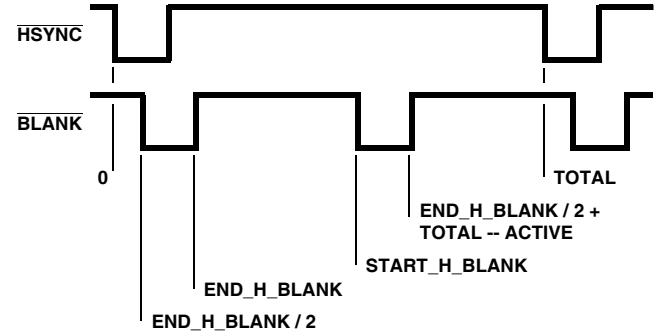 HSYNC
BLANK
0
TOTAL
END_H_BLANK / 2 +
TOTAL -- ACTIVE
START_H_BLANK
END_H_BLANK
END_H_BLANK / 2